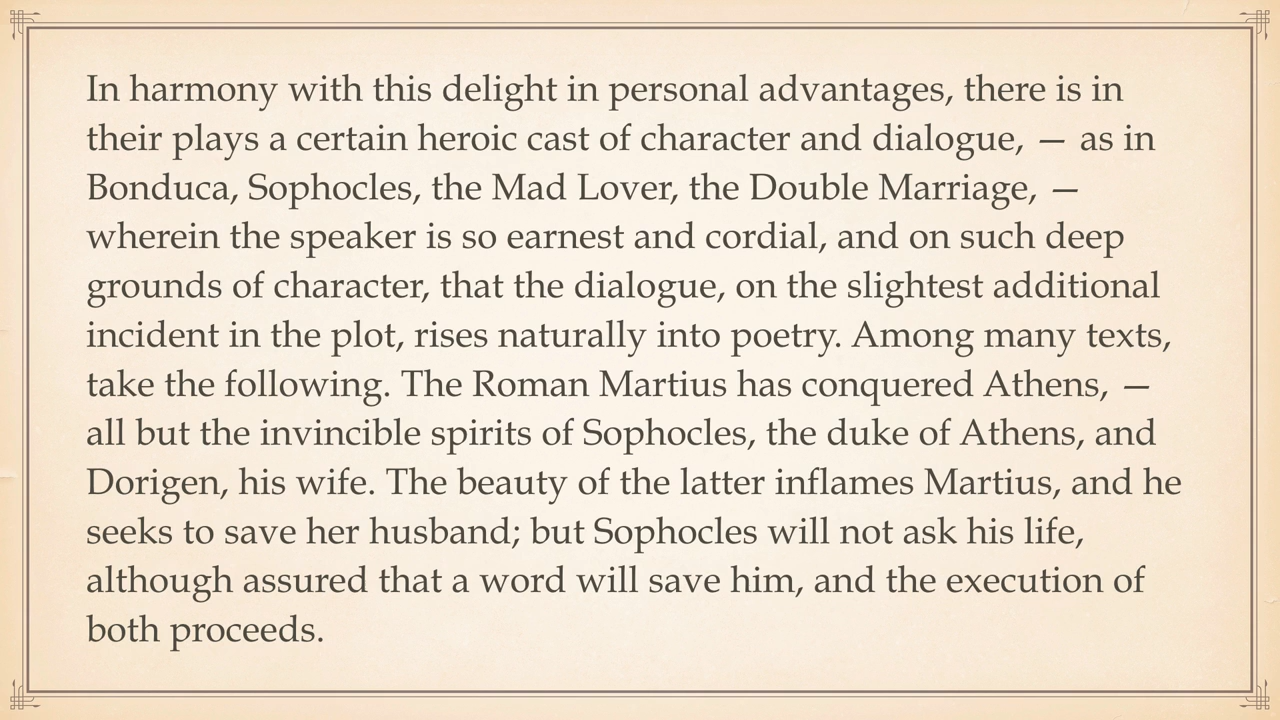 In harmony with this delight in personal advantages, there is in
their plays a certain heroic cast of character and dialogue, — as in
Bonduca, Sophocles, the Mad Lover, the Double Marriage, —
wherein the speaker is so earnest and cordial, and on such deep
grounds of character, that the dialogue, on the slightest additional
incident in the plot, rises naturally into poetry. Among many texts,
take the following. The Roman Martius has conquered Athens, —
all but the invincible spirits of Sophocles, the duke of Athens, and
Dorigen, his wife. The beauty of the latter inflames Martius, and he
seeks to save her husband; but Sophocles will not ask his life,
although assured that a word will save him, and the execution of
both proceeds.